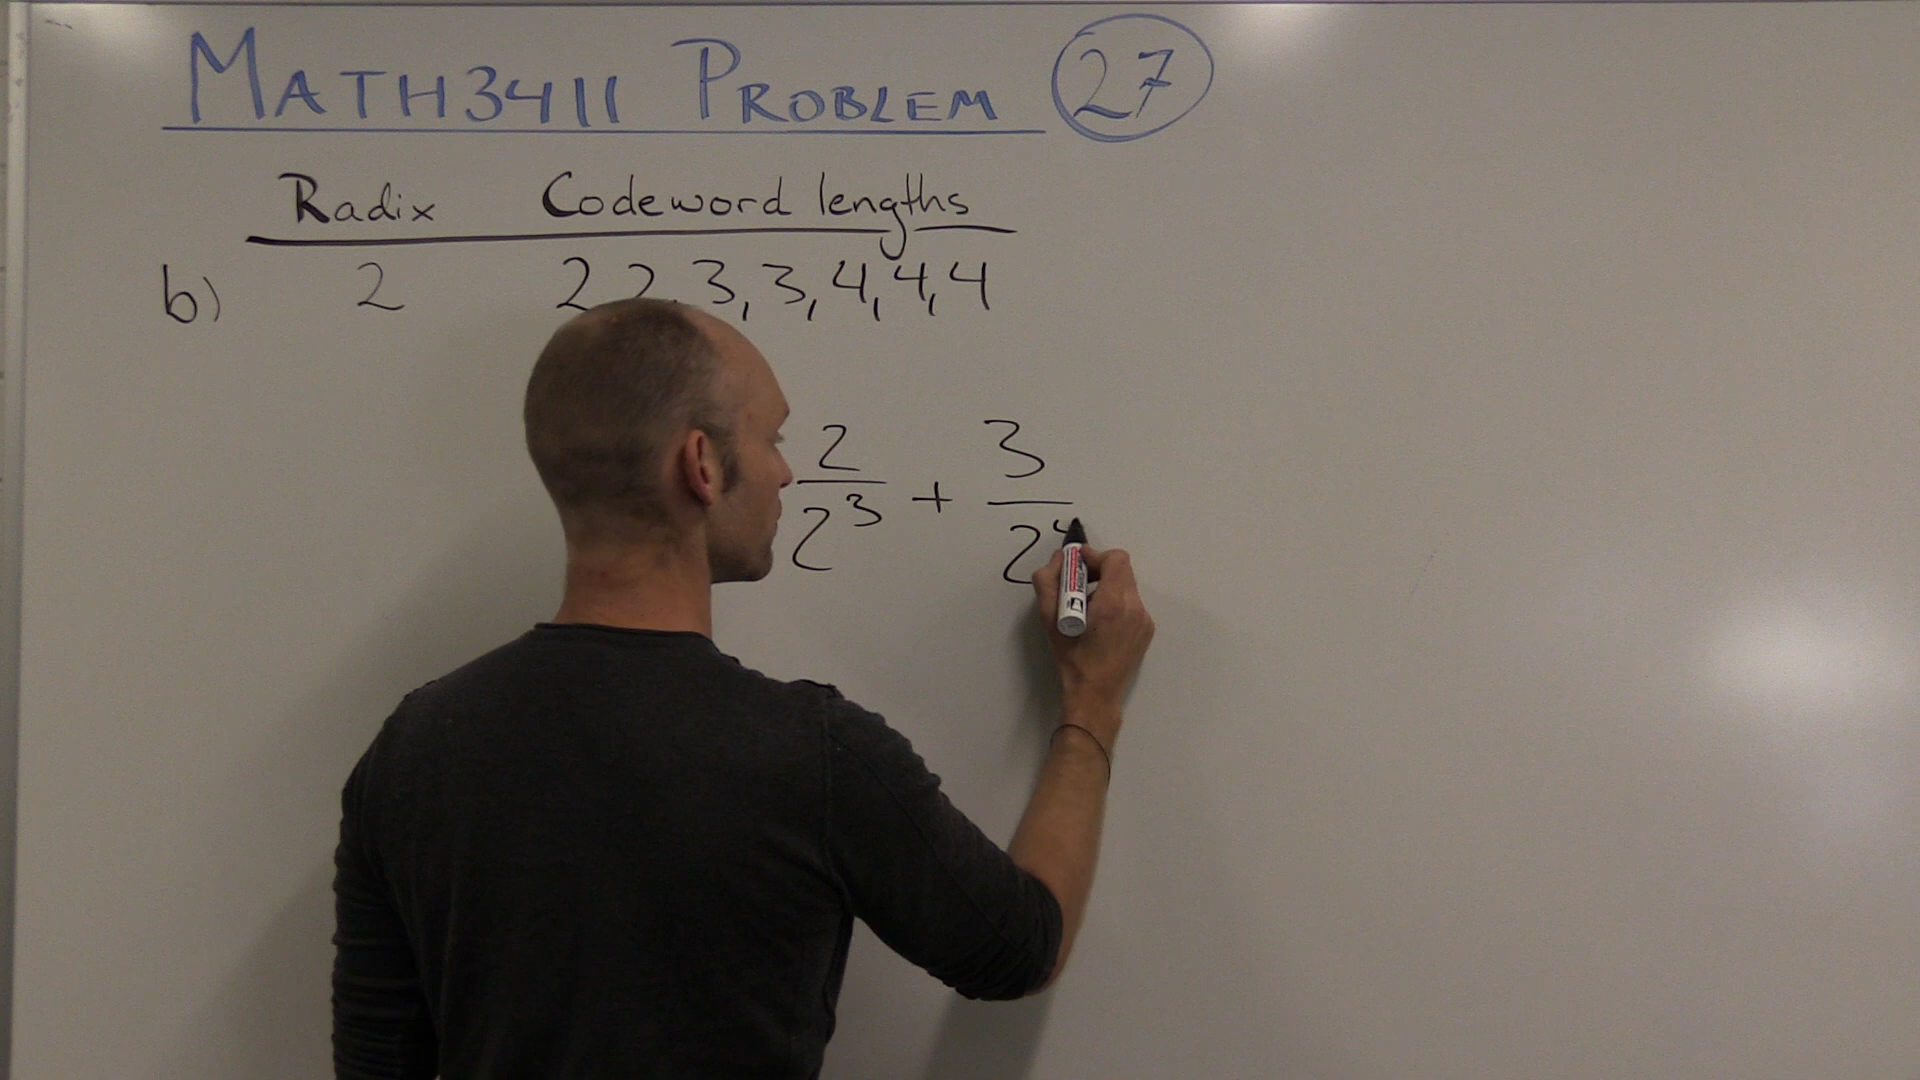 MATH3411 PROBLEM 27
Radix Codeword lengths
b) 2 2 2, 3, 3, 4, 4, 4
2/2^3 + 3/2^4